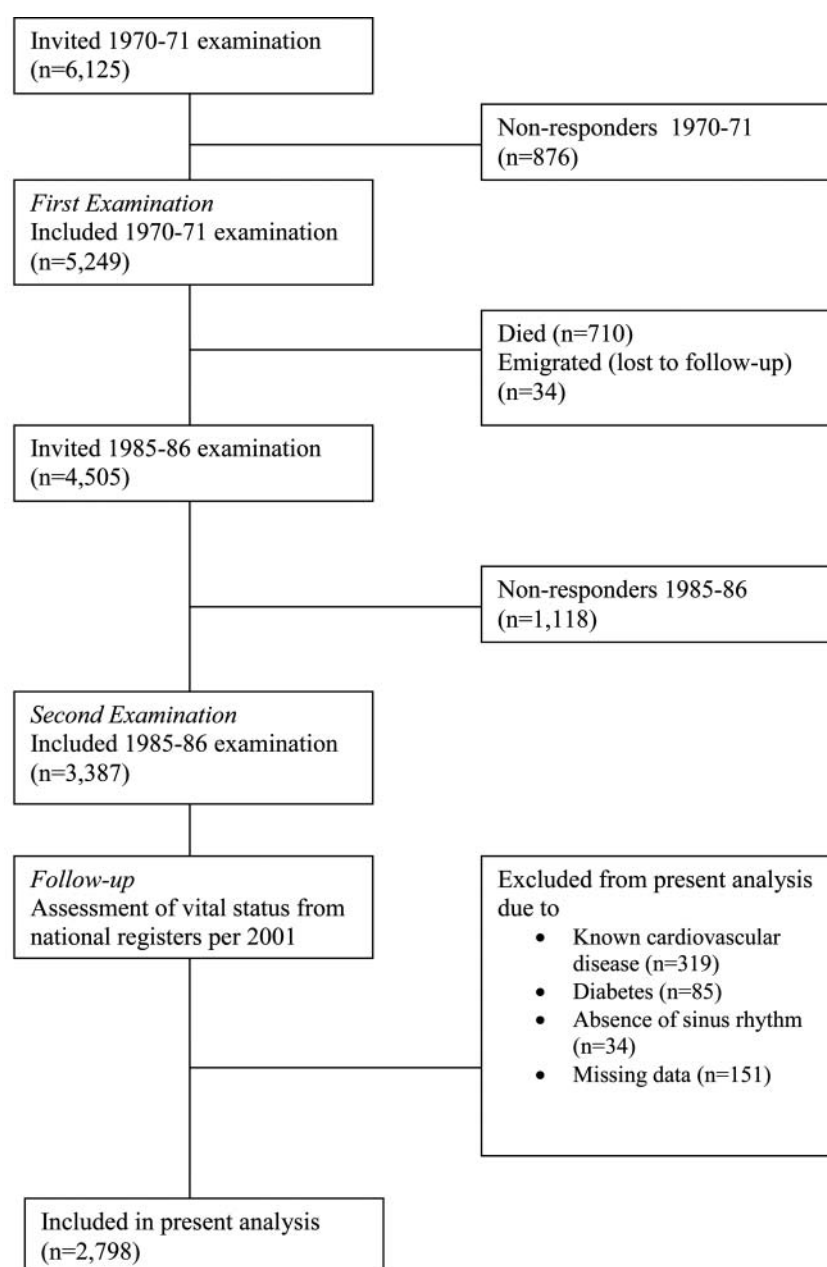 Invited 1970-71 examination
(n=6,125)
Non-responders 1970-71
(n=876)
First Examination
Included 1970-71 examination
(n=5,249)
Died (n=710)
Emigrated (lost to follow-up)
(n=34)
Invited 1985-86 examination
(n=4,505)
Non-responders 1985-86
(n=1,118)
Second Examination
Included 1985-86 examination
(n=3,387)
Follow-up
Assessment of vital status from
national registers per 2001
Excluded from present analysis
due to
• Known cardiovascular
disease (n=319)
• Diabetes (n=85)
• Absence of sinus rhythm
(n=34)
• Missing data (n=151)
Included in present analysis
(n=2,798)